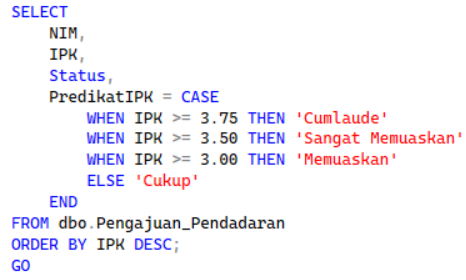 SELECT
    NIM,
    IPK,
    Status,
    PredikatIPK = CASE
        WHEN IPK >= 3.75 THEN 'Cumlaude'
        WHEN IPK >= 3.50 THEN 'Sangat Memuaskan'
        WHEN IPK >= 3.00 THEN 'Memuaskan'
        ELSE 'Cukup'
    END
FROM dbo.Pengajuan_Pendadaran
ORDER BY IPK DESC;
GO